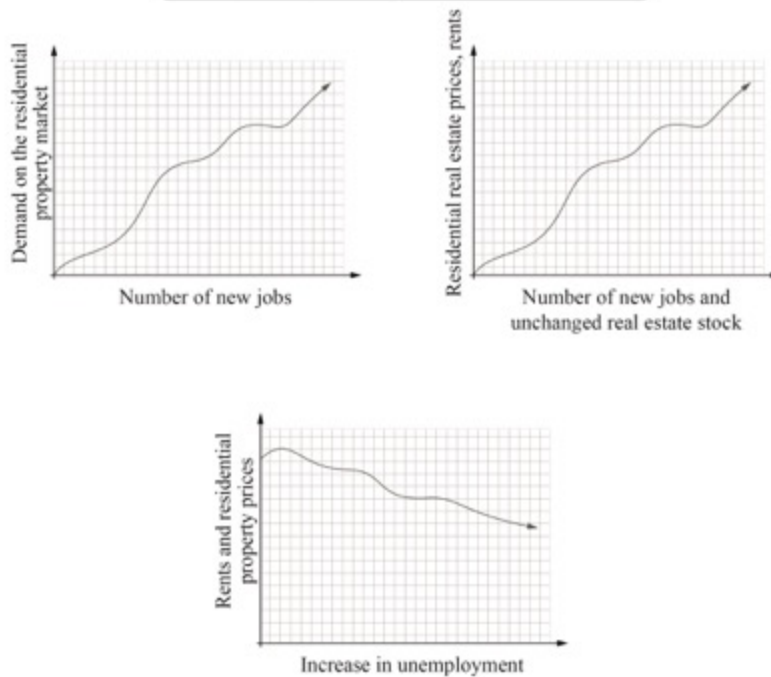 Demand on the residential
property market
Number of new jobs
Residential real estate prices, rents
Number of new jobs and
unchanged real estate stock
Rents and residential
property prices
Increase in unemployment